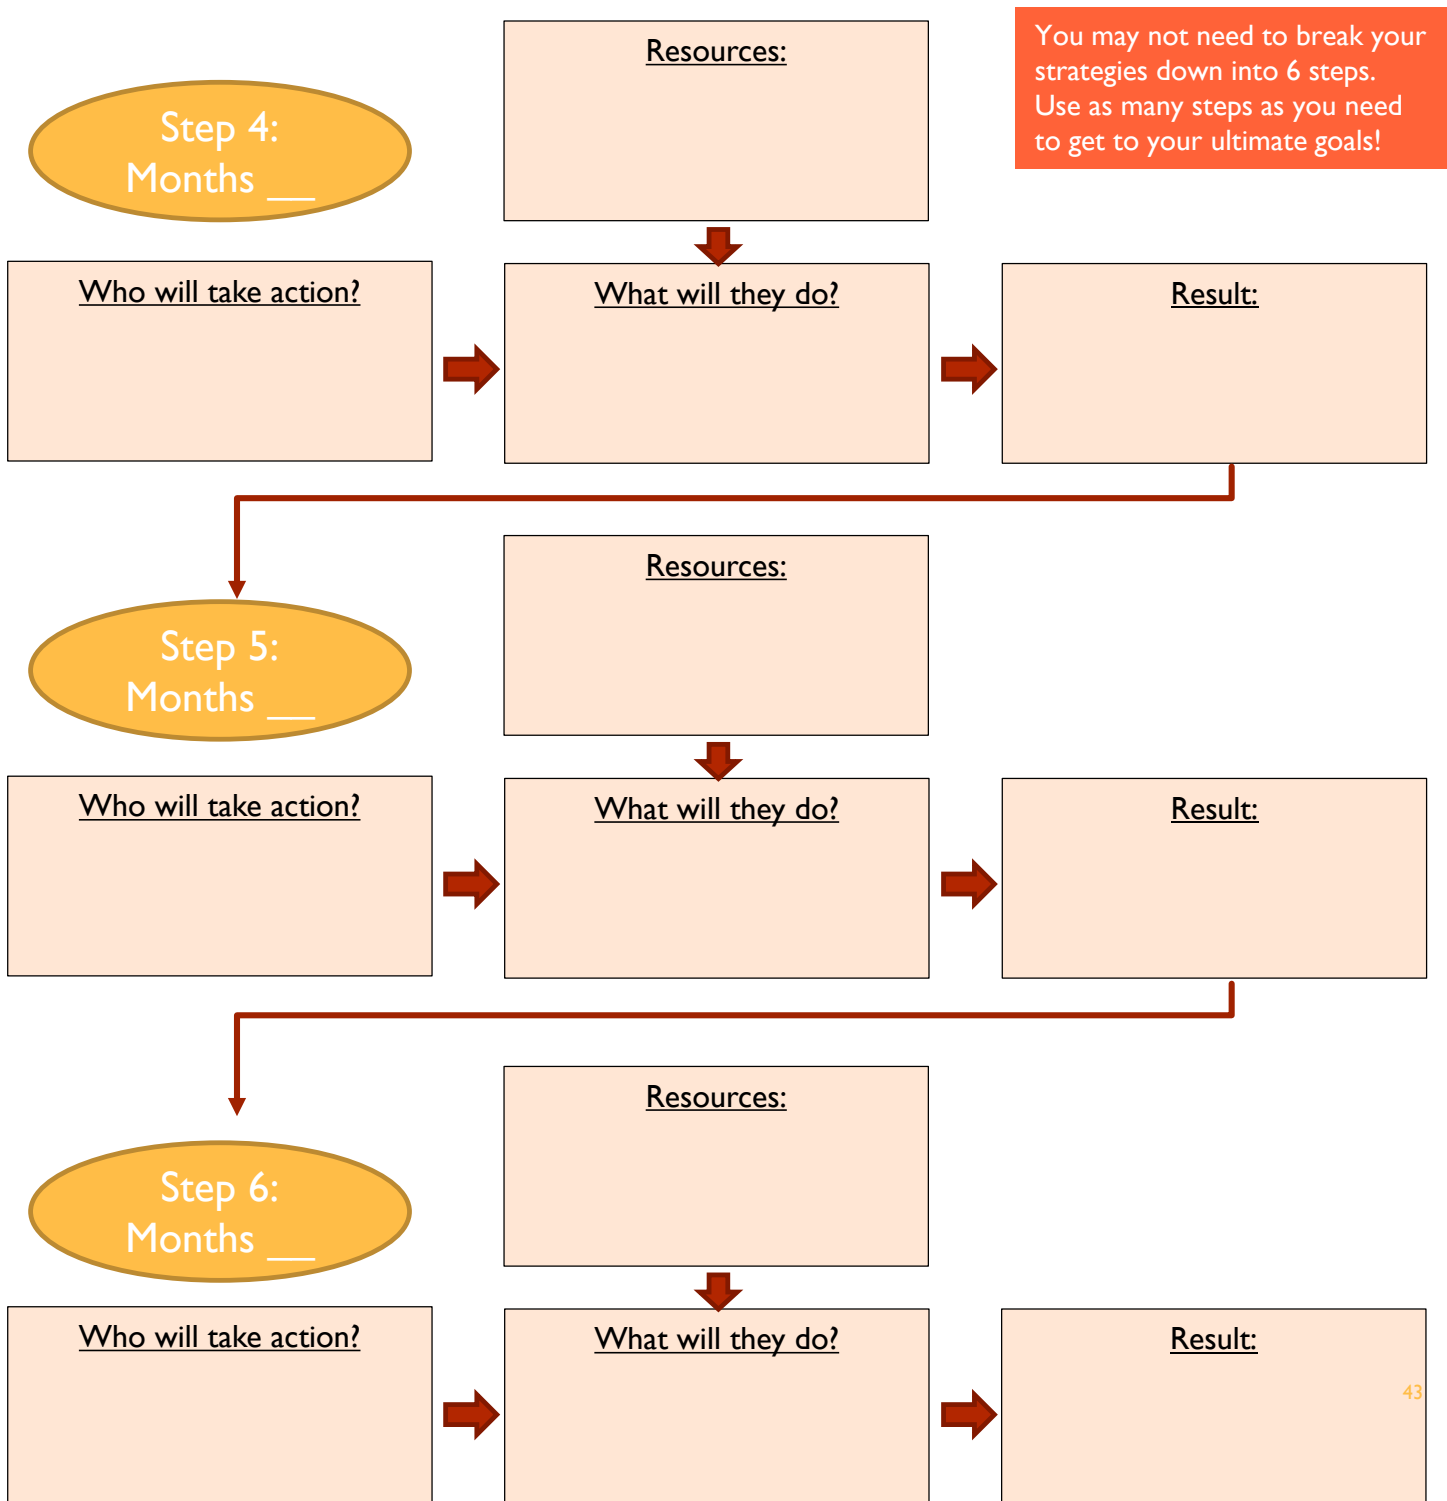 Resources:
You may not need to break your
strategies down into 6 steps.
Use as many steps as you need
to get to your ultimate goals!
Step 4:
Months __
Who will take action?
What will they do?
Result:
Resources:
Step 5:
Months __
Who will take action?
What will they do?
Result:
Resources:
Step 6:
Months __
Who will take action?
What will they do?
Result:
43